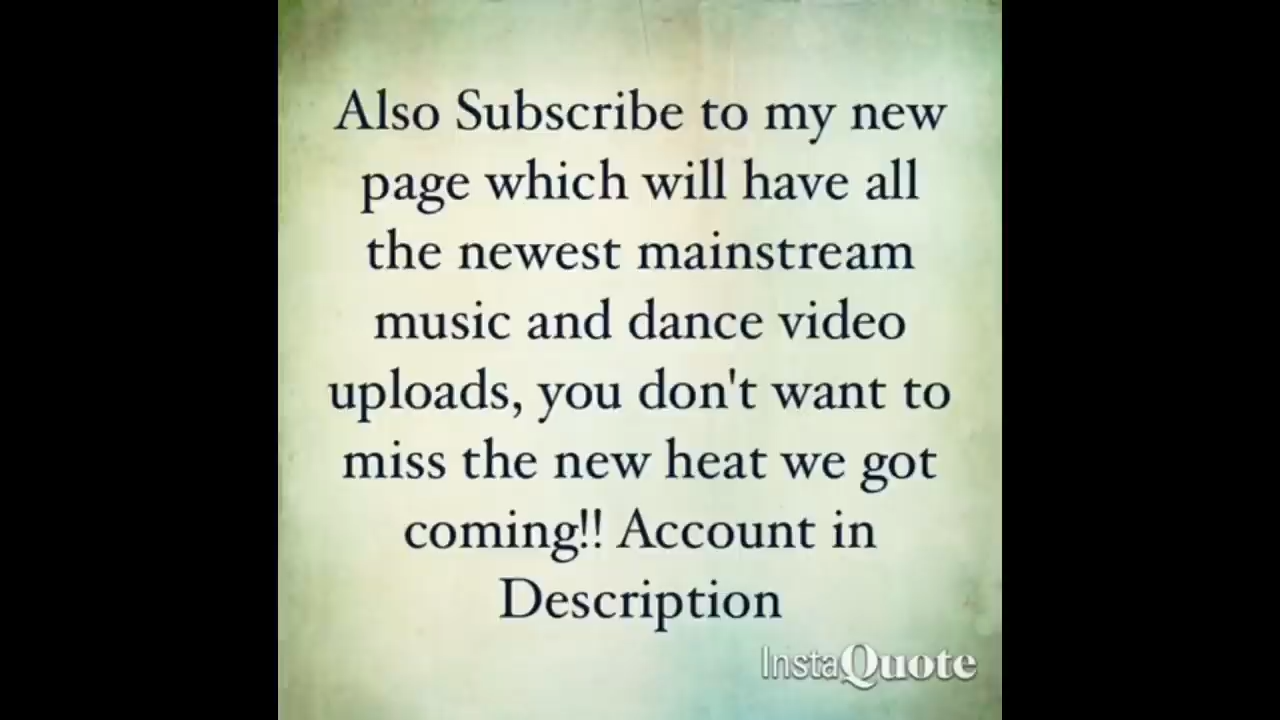 Also Subscribe to my new
page which will have all
the newest mainstream
music and dance video
uploads, you don't want to
miss the new heat we got
coming!! Account in
Description
InstaQuote